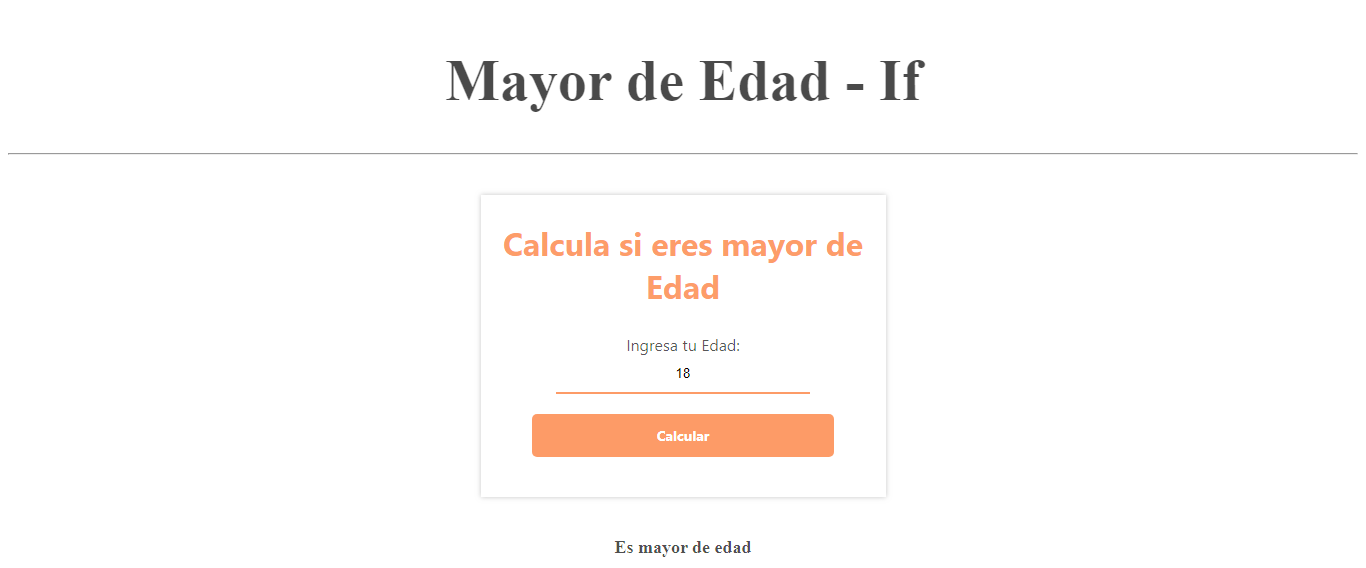 Mayor de Edad - If
Calcula si eres mayor de
Edad
Ingresa tu Edad:
18
Calcular
Es mayor de edad